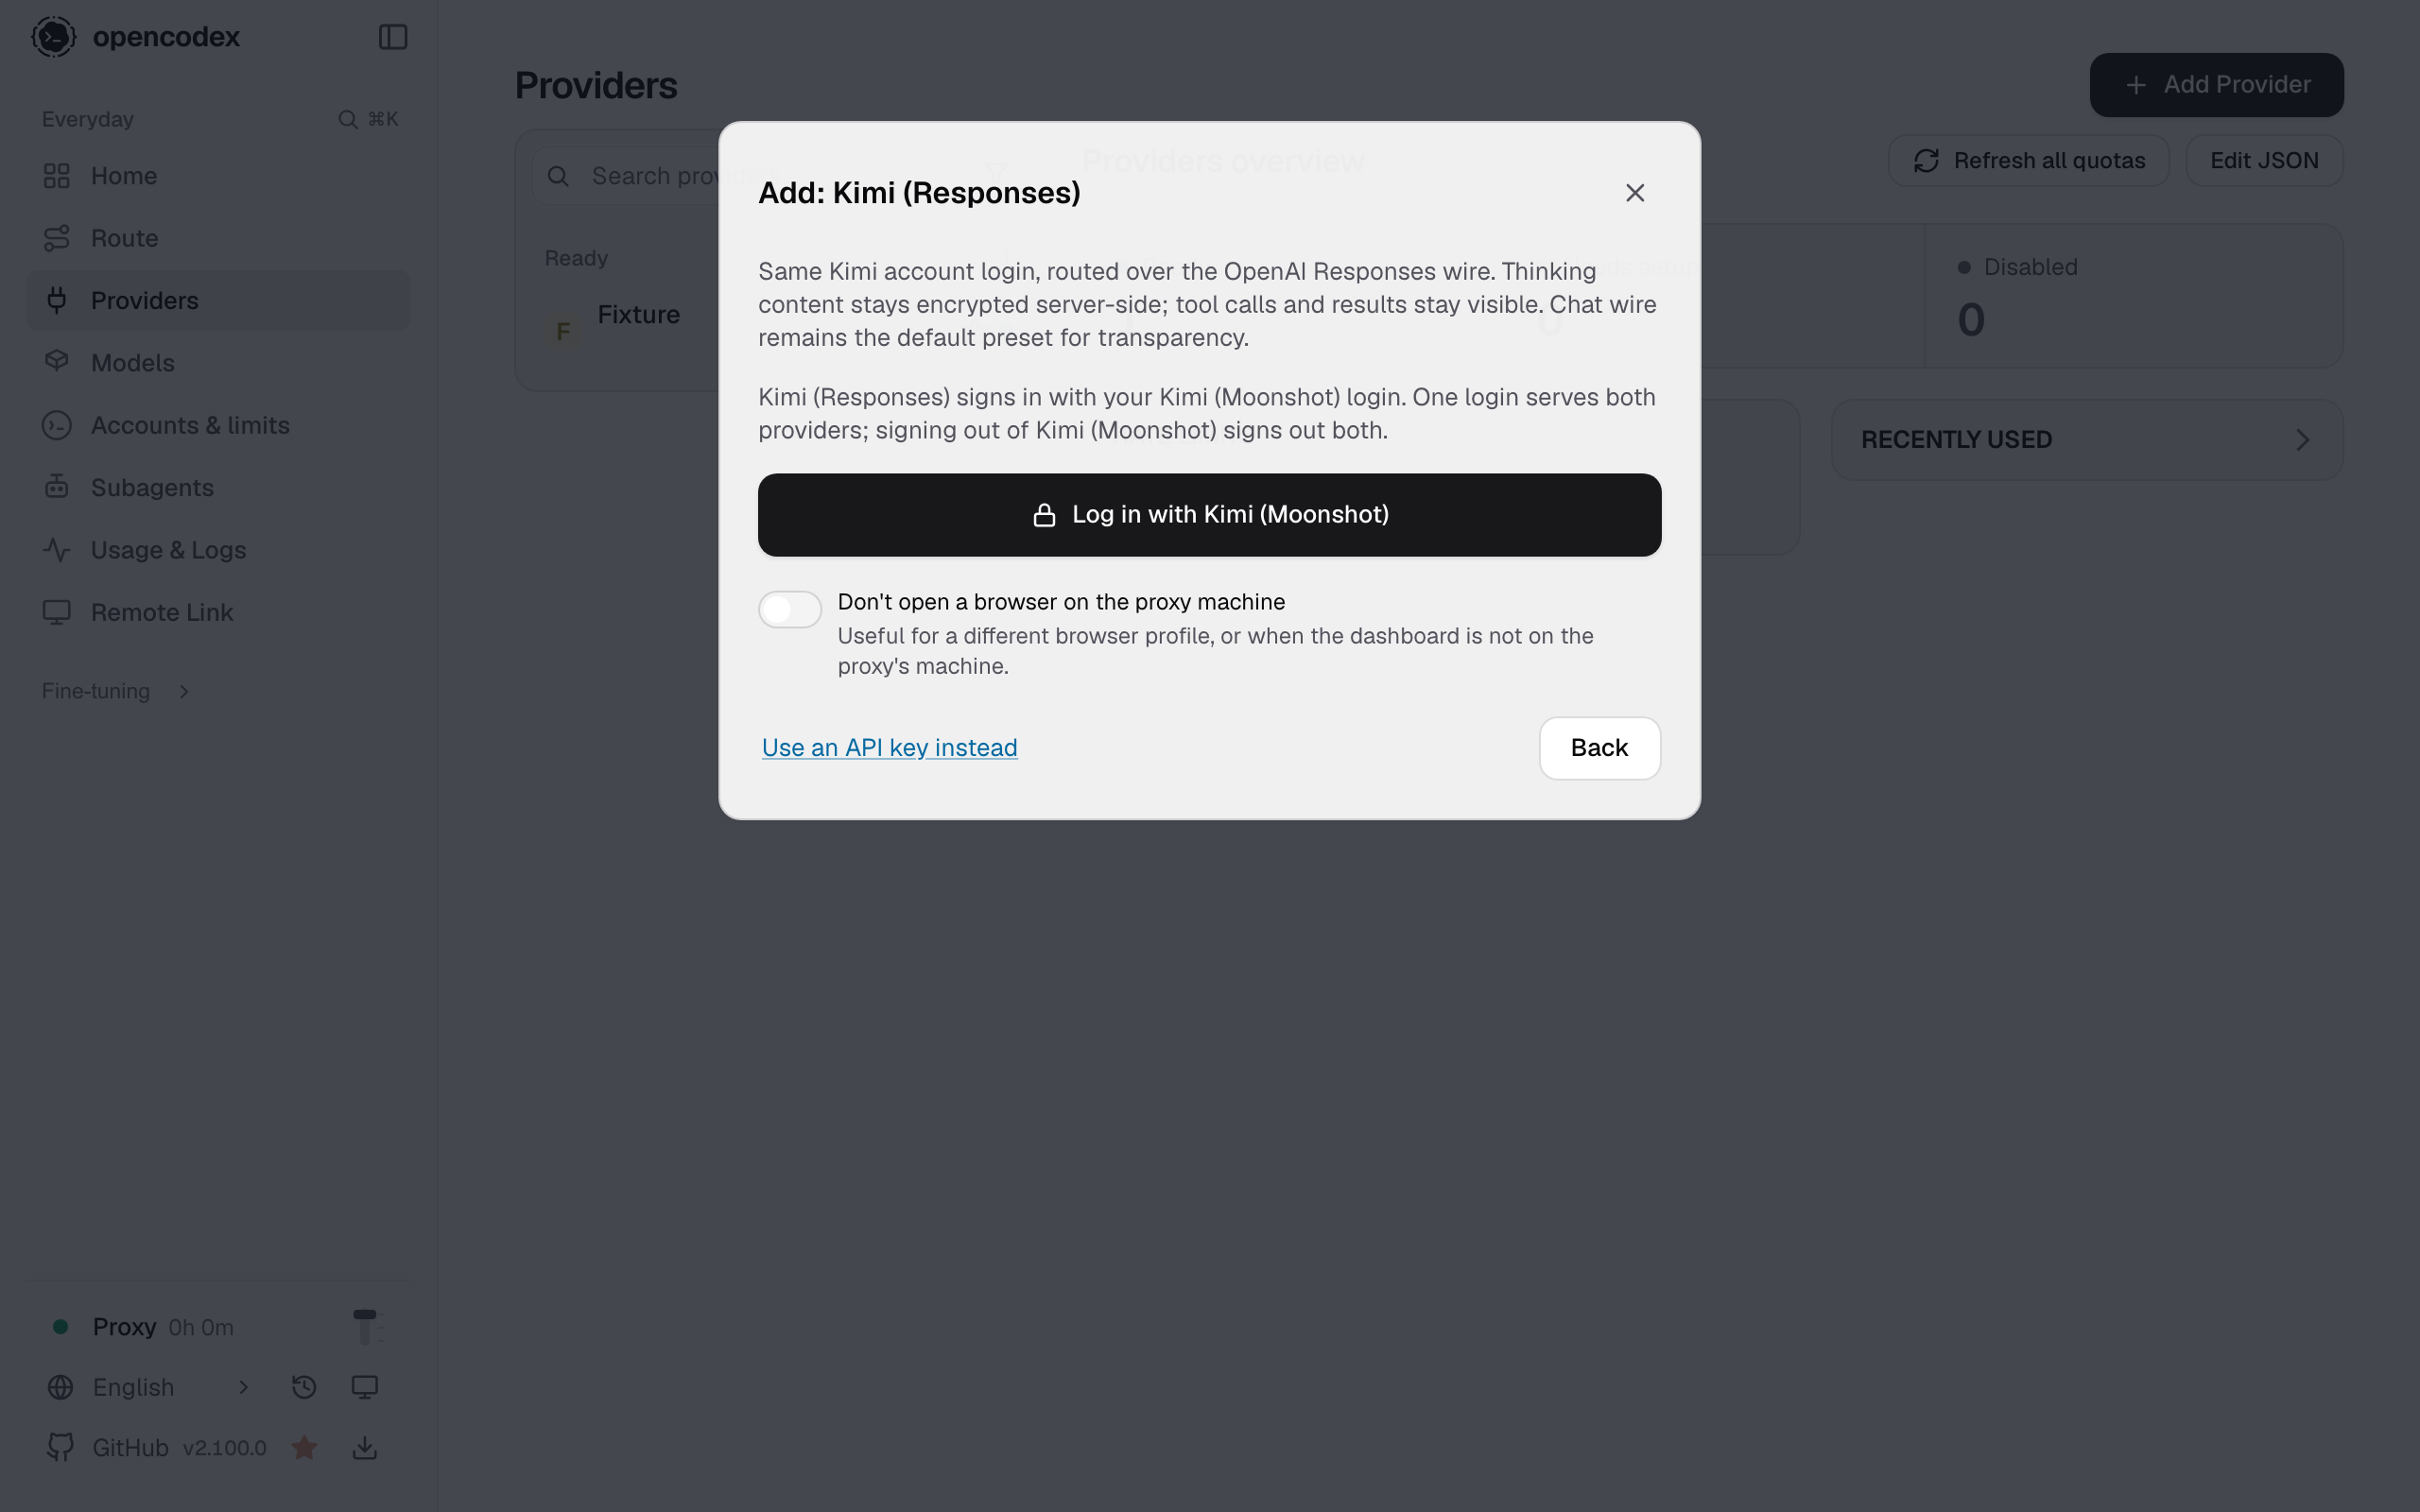 opencodex
Everyday
⌘K
Home
Route
Providers
Models
Accounts & limits
Subagents
Usage & Logs
Remote Link
Fine-tuning
Proxy 0h 0m
English
GitHub v2.100.0
Providers
Add Provider
Search prov
Providers overview
Refresh all quotas
Edit JSON
Ready
F
Fixture
Disabled
0
0
RECENTLY USED
Add: Kimi (Responses)
Same Kimi account login, routed over the OpenAI Responses wire. Thinking
content stays encrypted server-side; tool calls and results stay visible. Chat wire
remains the default preset for transparency.
Kimi (Responses) signs in with your Kimi (Moonshot) login. One login serves both
providers; signing out of Kimi (Moonshot) signs out both.
Log in with Kimi (Moonshot)
Don't open a browser on the proxy machine
Useful for a different browser profile, or when the dashboard is not on the
proxy's machine.
Use an API key instead
Back